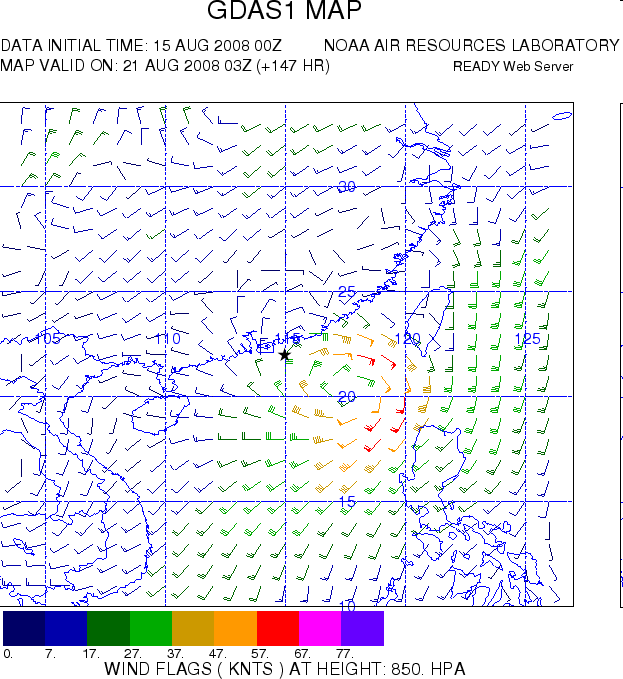 GDAS1 MAP
DATA INITIAL TIME: 15 AUG 2008 00Z NOAA AIR RESOURCES LABORATORY
MAP VALID ON: 21 AUG 2008 03Z (+147 HR) READY Web Server
30
25
105 110 115 120 125
20
15
10
0. 7. 17. 27. 37. 47. 57. 67. 77.
WIND FLAGS ( KNTS ) AT HEIGHT: 850. HPA